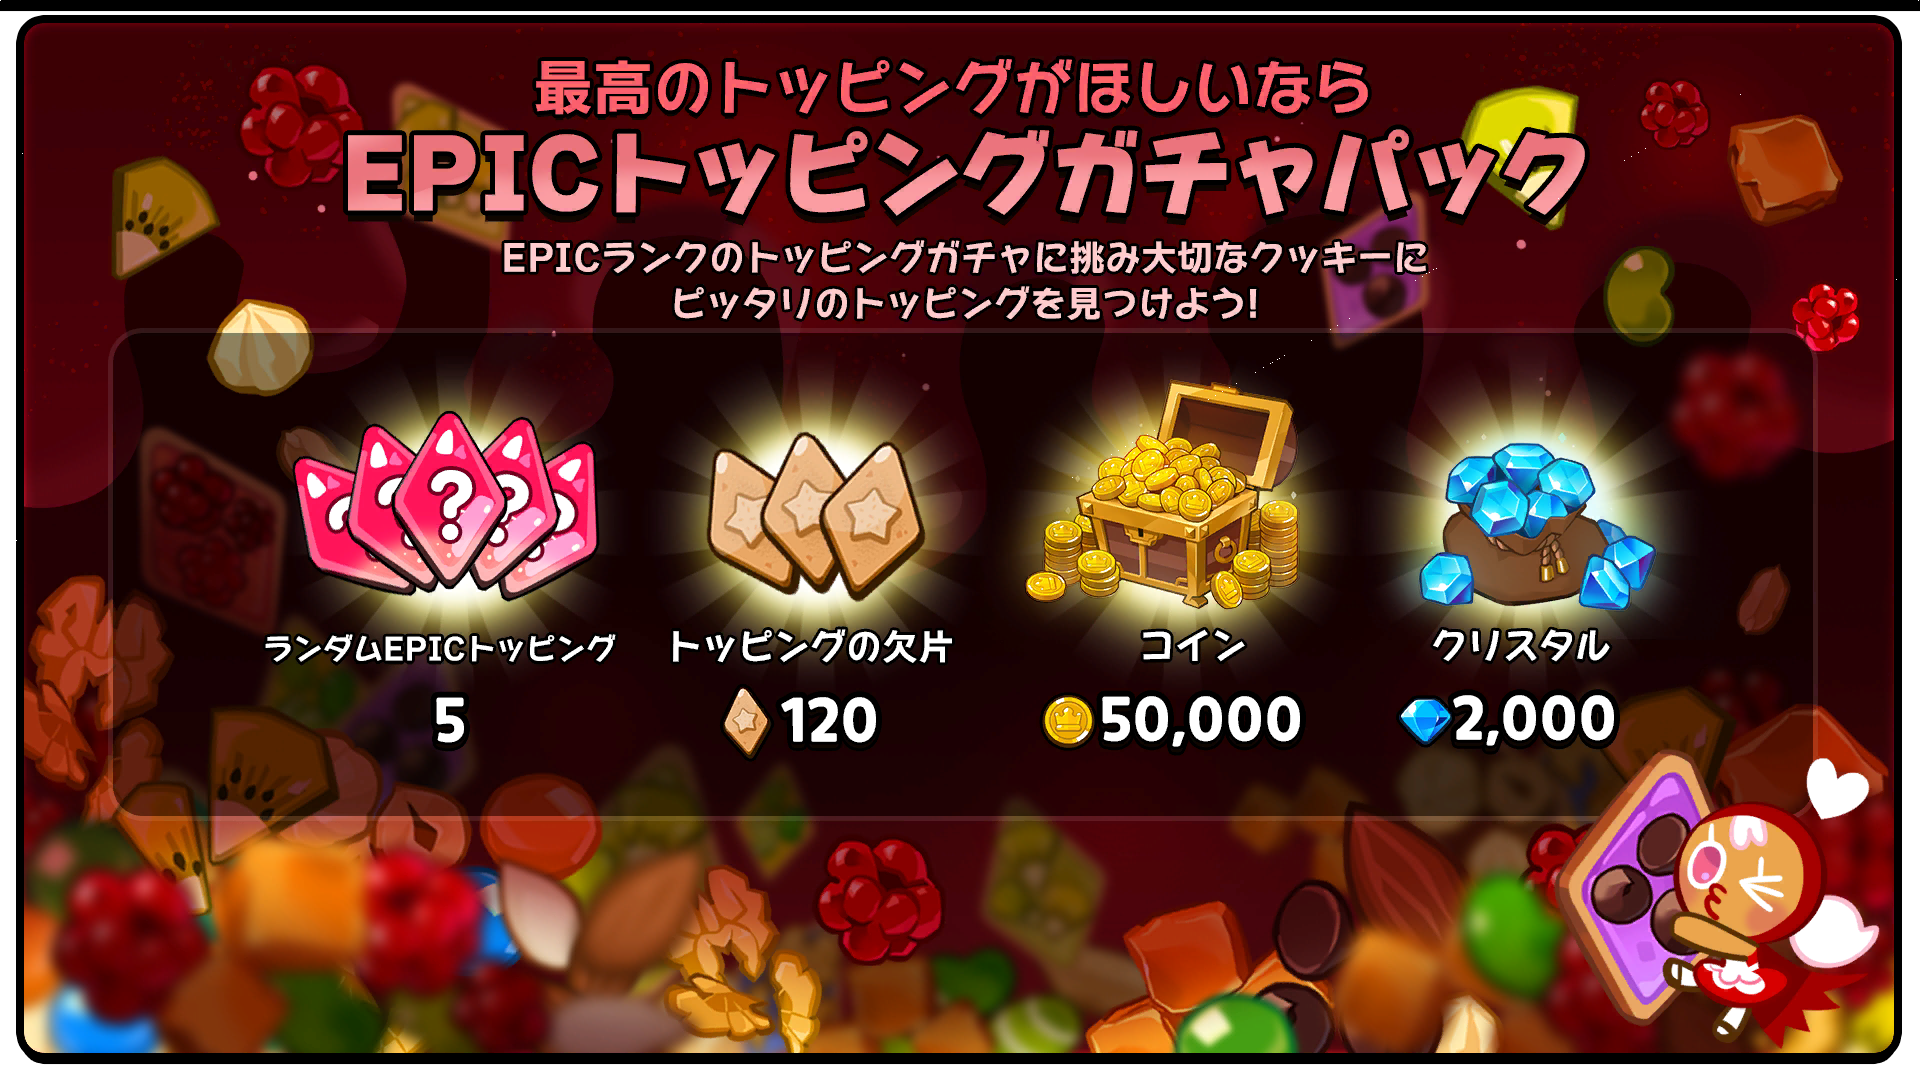 最高のトッピングがほしいなら
EPICトッピングガチャパック
EPICランクのトッピングガチャに挑み大切なクッキーに
ピッタリのトッピングを見つけよう!
? ? ? ? ?
ランダムEPICトッピング
トッピングの欠片
コイン
クリスタル
5
120
50,000
2,000